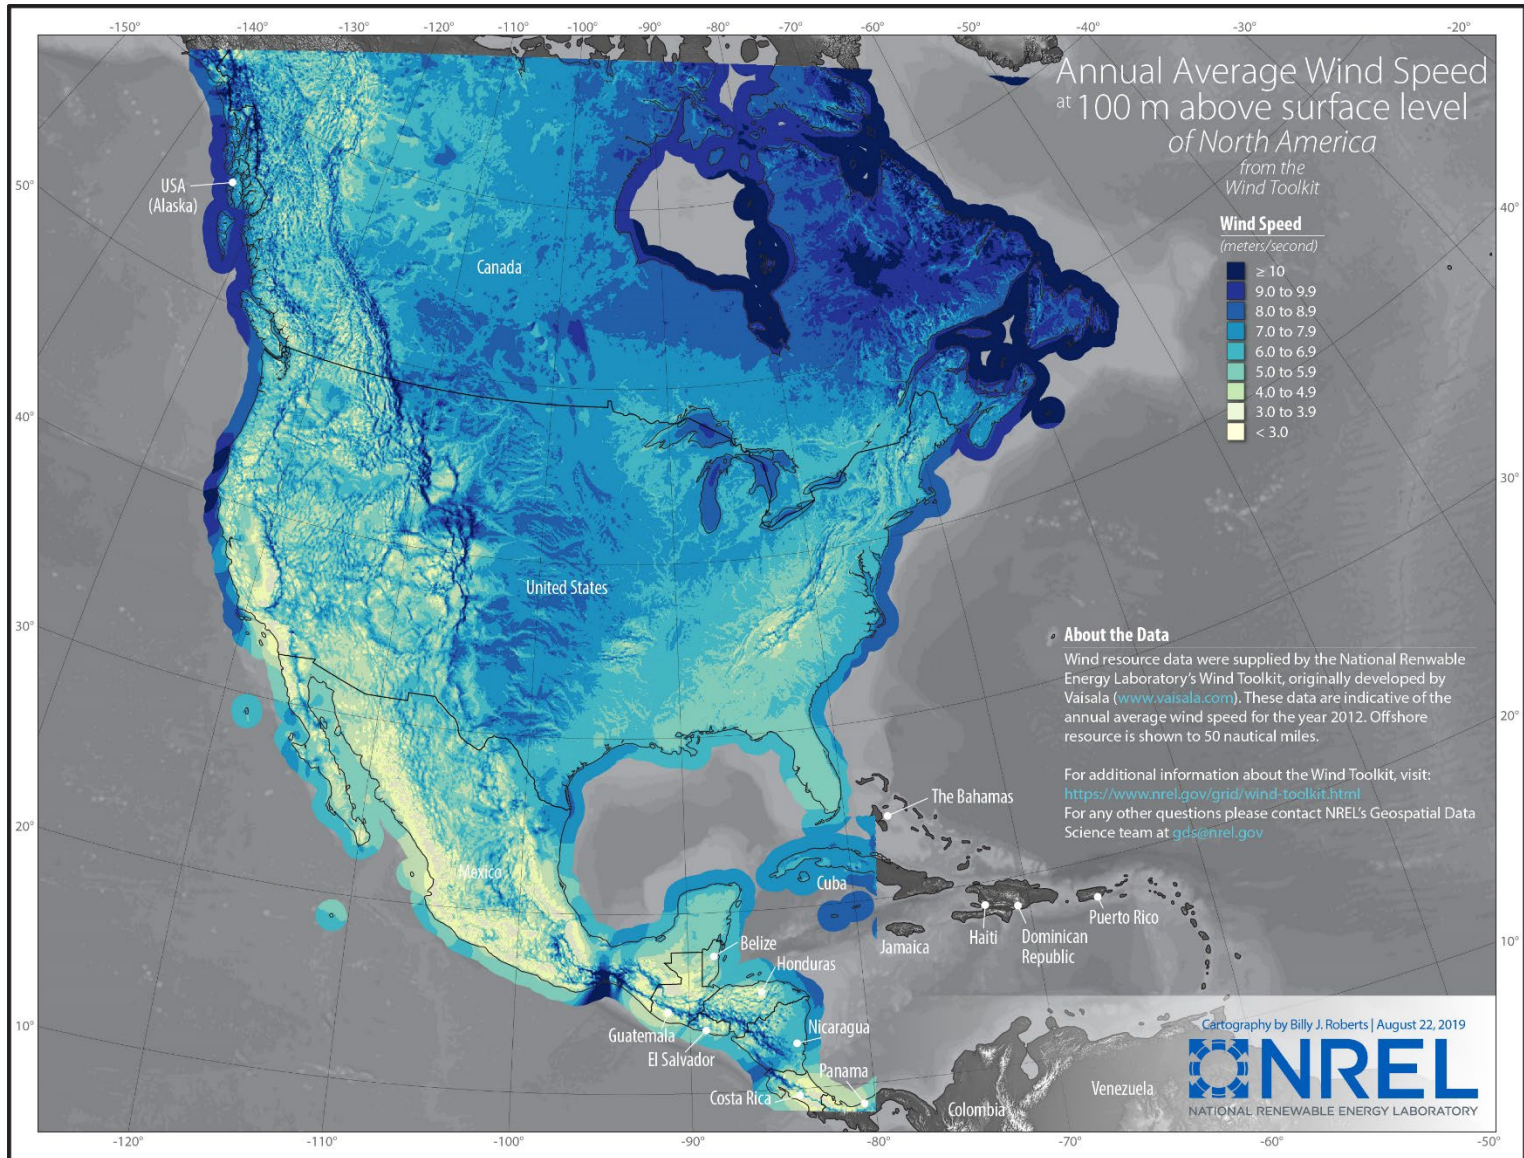 -150°
-140°
-130°
-120°
-110°
-100°
-90°
-80°
-70°
-60°
-50°
-40°
-30°
-20°
Annual Average Wind Speed
at 100 m above surface level
of North America
from the
Wind Toolkit
Wind Speed
(meters/second)
≥ 10
9.0 to 9.9
8.0 to 8.9
7.0 to 7.9
6.0 to 6.9
5.0 to 5.9
4.0 to 4.9
3.0 to 3.9
< 3.0
50°
40°
30°
20°
10°
40°
30°
20°
10°
USA
(Alaska)
Canada
United States
Mexico
The Bahamas
Cuba
Jamaica
Haiti
Dominican
Republic
Puerto Rico
Belize
Honduras
Guatemala
El Salvador
Nicaragua
Costa Rica
Panama
Colombia
Venezuela
About the Data
Wind resource data were supplied by the National Renwable
Energy Laboratory's Wind Toolkit, originally developed by
Vaisala (www.vaisala.com). These data are indicative of the
annual average wind speed for the year 2012. Offshore
resource is shown to 50 nautical miles.
For additional information about the Wind Toolkit, visit:
https://www.nrel.gov/grid/wind-toolkit.html
For any other questions please contact NREL's Geospatial Data
Science team at gds@nrel.gov
Cartography by Billy J. Roberts | August 22, 2019
NREL
NATIONAL RENEWABLE ENERGY LABORATORY
-120°
-110°
-100°
-90°
-80°
-70°
-60°
-50°